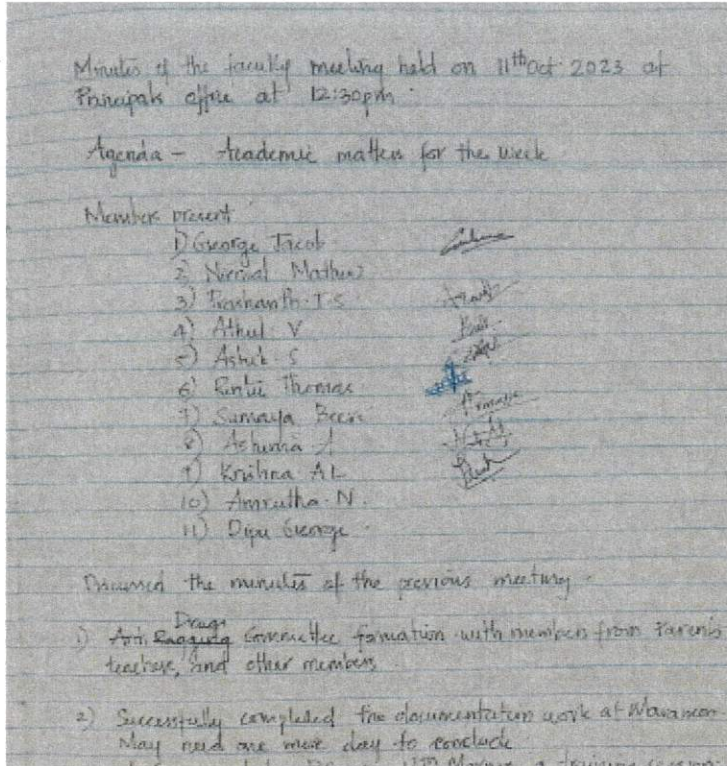 Minutes of the faculty meeting held on 11th Oct 2023 at
Principals office at 12:30pm.
Agenda - Academic matters for the week
Members present
1) George Jacob
2) Nirmal Mathew
3) Prashanth T S
4) Athul V
5) Ashik S
6) Thomas
7) Sumaya
8) A
9) Krishna A L
10) Amrutha N.
11) Dipu George
Discussed the minutes of the previous meeting.
Drugs
1) Anti Ragging Committee formation with members from Parents
teachers, and other members
2) Successfully completed the documentation work at
May need one more day to conclude